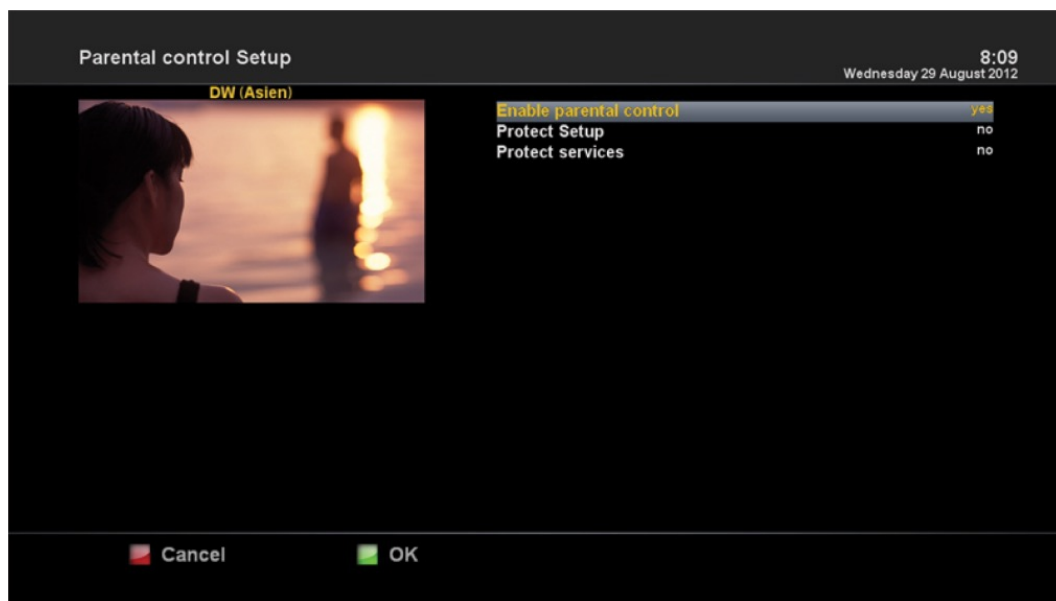 Parental control Setup
8:09
Wednesday 29 August 2012
DW (Asien)
Enable parental control yes
Protect Setup no
Protect services no
Cancel OK